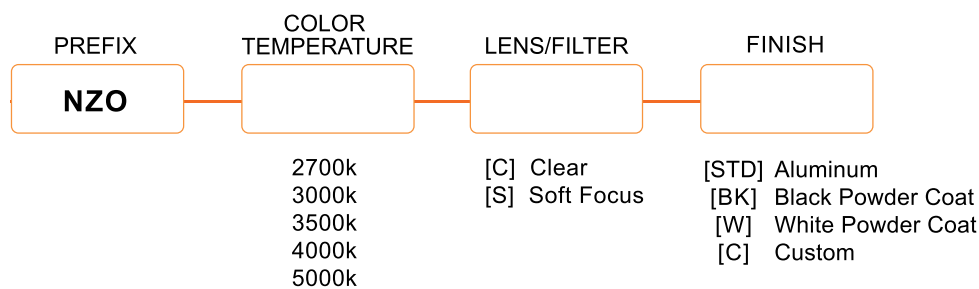 PREFIX
COLOR
TEMPERATURE
LENS/FILTER
FINISH
NZO
2700k
3000k
3500k
4000k
5000k
[C] Clear
[S] Soft Focus
[STD] Aluminum
[BK] Black Powder Coat
[W] White Powder Coat
[C] Custom